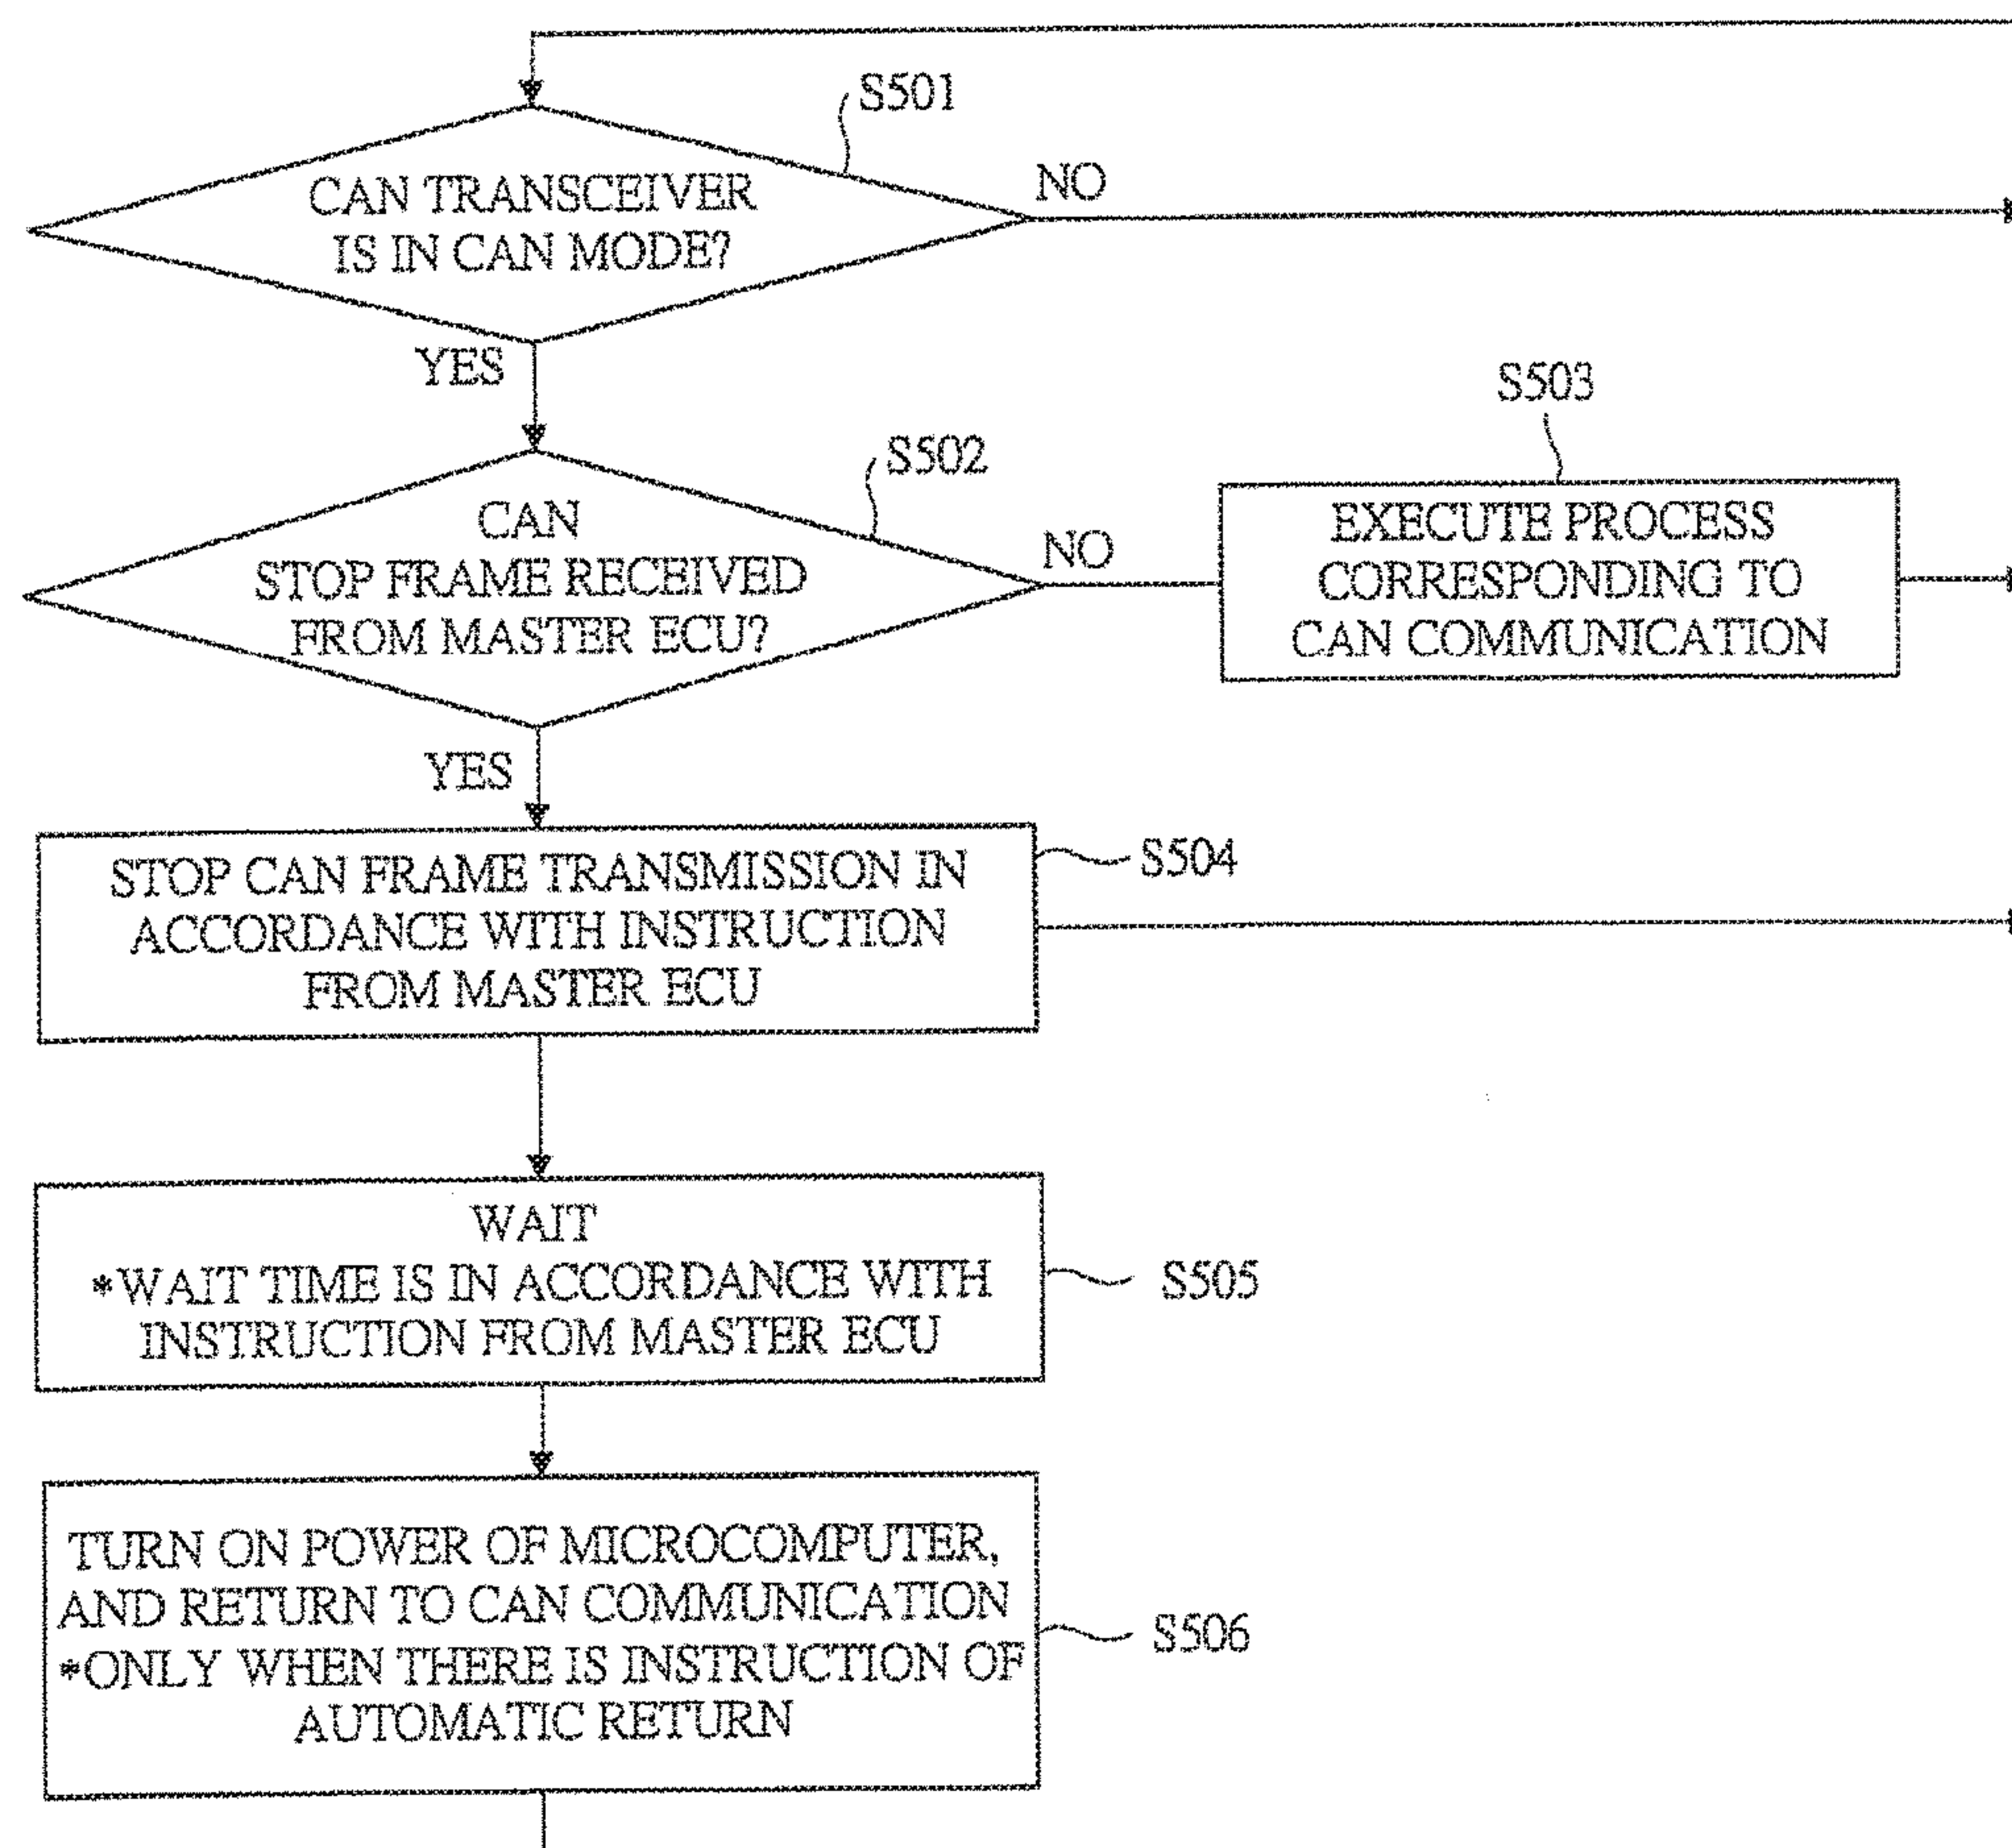 S501
CAN TRANSCEIVER
IS IN CAN MODE?
NO
YES
S502
CAN
STOP FRAME RECEIVED
FROM MASTER ECU?
NO
S503
EXECUTE PROCESS
CORRESPONDING TO
CAN COMMUNICATION
YES
S504
STOP CAN FRAME TRANSMISSION IN
ACCORDANCE WITH INSTRUCTION
FROM MASTER ECU
WAIT
*WAIT TIME IS IN ACCORDANCE WITH
INSTRUCTION FROM MASTER ECU
S505
TURN ON POWER OF MICROCOMPUTER,
AND RETURN TO CAN COMMUNICATION
*ONLY WHEN THERE IS INSTRUCTION OF
AUTOMATIC RETURN
S506